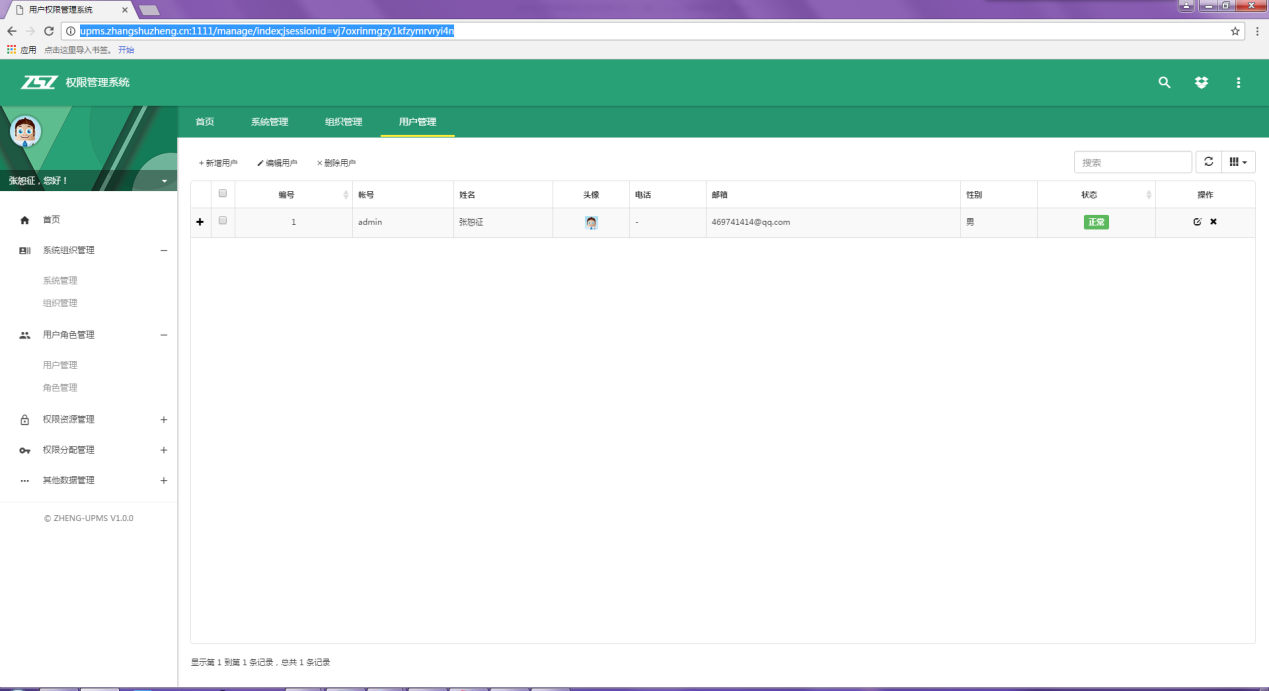 用户权限管理系统
upms.zhangshuzheng.cn:1111/manage/index;jsessionid=vj7oxrinmgzy1kfzymrvryi4n
应用 点击这里导入书签。 开始
ZSZ 权限管理系统
首页 系统管理 组织管理 用户管理
张恕征，您好！
+ 新增用户 编辑用户 × 删除用户 搜索
编号 帐号 姓名 头像 电话 邮箱 性别 状态 操作
1 admin 张恕征 - 469741414@qq.com 男 正常
首页
系统组织管理
系统管理
组织管理
用户角色管理
用户管理
角色管理
权限资源管理
权限分配管理
其他数据管理
© ZHENG-UPMS V1.0.0
显示第 1 到第 1 条记录，总共 1 条记录